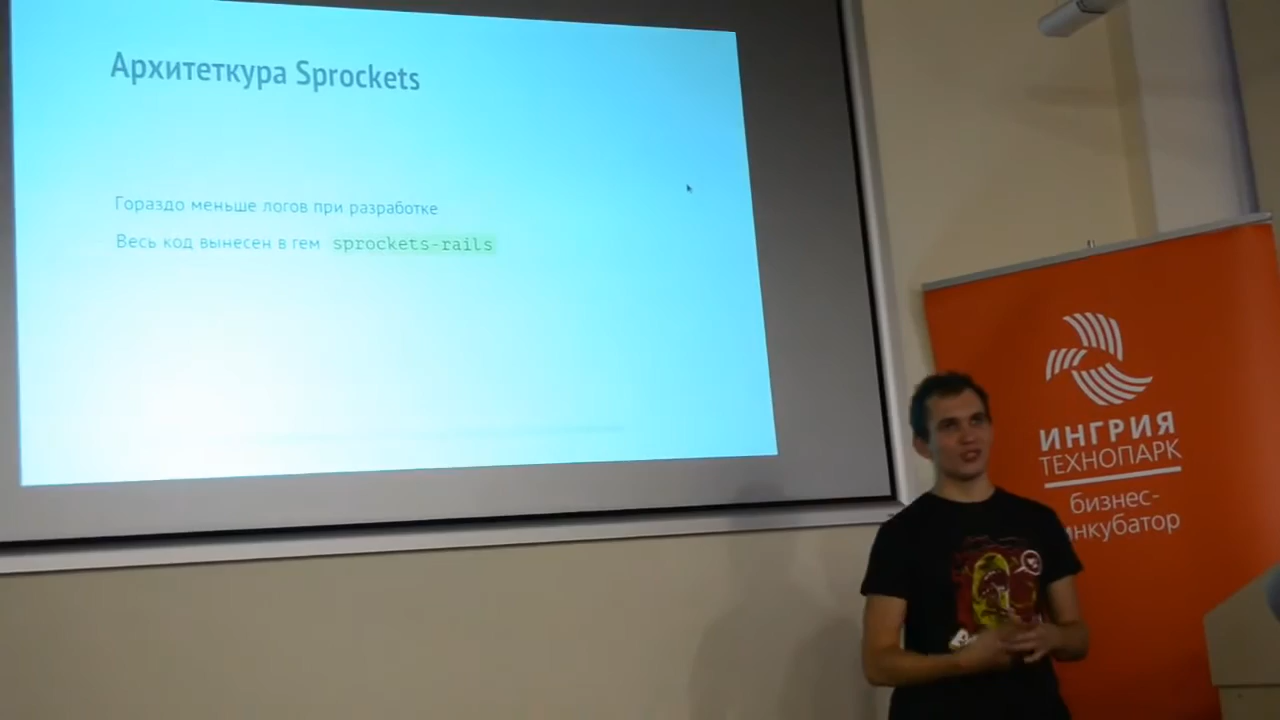 Архитеткура Sprockets
Гораздо меньше логов при разработке
Весь код вынесен в гем sprockets-rails
ИНГРИЯ
ТЕХНОПАРК
бизнес-
инкубатор